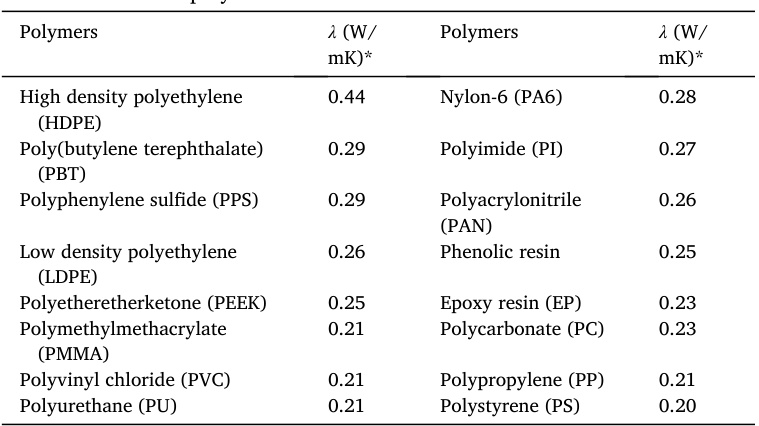 Polymers λ (W/ Polymers λ (W/
mK)* mK)*
High density polyethylene 0.44 Nylon-6 (PA6) 0.28
(HDPE)
Poly(butylene terephthalate) 0.29 Polyimide (PI) 0.27
(PBT)
Polyphenylene sulfide (PPS) 0.29 Polyacrylonitrile 0.26
(PAN)
Low density polyethylene 0.26 Phenolic resin 0.25
(LDPE)
Polyetheretherketone (PEEK) 0.25 Epoxy resin (EP) 0.23
Polymethylmethacrylate 0.21 Polycarbonate (PC) 0.23
(PMMA)
Polyvinyl chloride (PVC) 0.21 Polypropylene (PP) 0.21
Polyurethane (PU) 0.21 Polystyrene (PS) 0.20